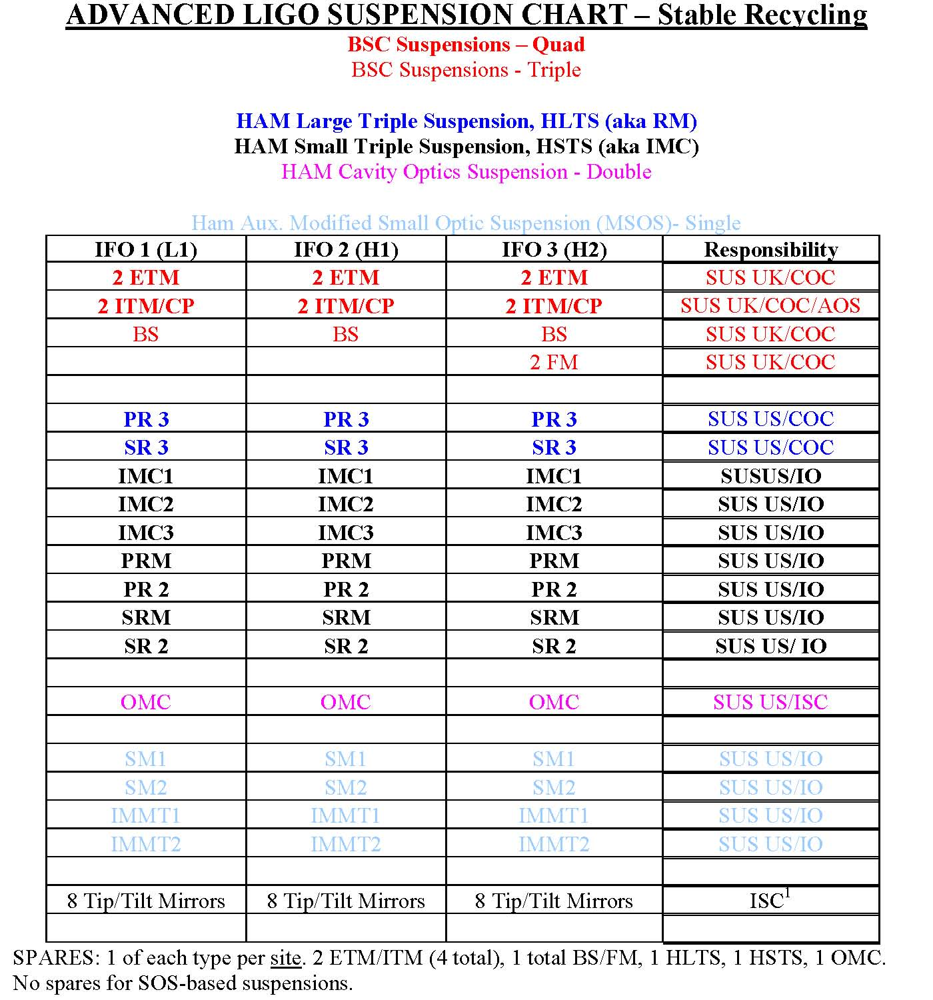 ADVANCED LIGO SUSPENSION CHART – Stable Recycling
BSC Suspensions – Quad
BSC Suspensions - Triple
HAM Large Triple Suspension, HLTS (aka RM)
HAM Small Triple Suspension, HSTS (aka IMC)
HAM Cavity Optics Suspension - Double
Ham Aux. Modified Small Optic Suspension (MSOS)- Single
IFO 1 (L1) IFO 2 (H1) IFO 3 (H2) Responsibility
2 ETM 2 ETM 2 ETM SUS UK/COC
2 ITM/CP 2 ITM/CP 2 ITM/CP SUS UK/COC/AOS
BS BS BS SUS UK/COC
2 FM SUS UK/COC
PR 3 PR 3 PR 3 SUS US/COC
SR 3 SR 3 SR 3 SUS US/COC
IMC1 IMC1 IMC1 SUSUS/IO
IMC2 IMC2 IMC2 SUS US/IO
IMC3 IMC3 IMC3 SUS US/IO
PRM PRM PRM SUS US/IO
PR 2 PR 2 PR 2 SUS US/IO
SRM SRM SRM SUS US/IO
SR 2 SR 2 SR 2 SUS US/ IO
OMC OMC OMC SUS US/ISC
SM1 SM1 SM1 SUS US/IO
SM2 SM2 SM2 SUS US/IO
IMMT1 IMMT1 IMMT1 SUS US/IO
IMMT2 IMMT2 IMMT2 SUS US/IO
8 Tip/Tilt Mirrors 8 Tip/Tilt Mirrors 8 Tip/Tilt Mirrors ISC¹
SPARES: 1 of each type per site. 2 ETM/ITM (4 total), 1 total BS/FM, 1 HLTS, 1 HSTS, 1 OMC.
No spares for SOS-based suspensions.